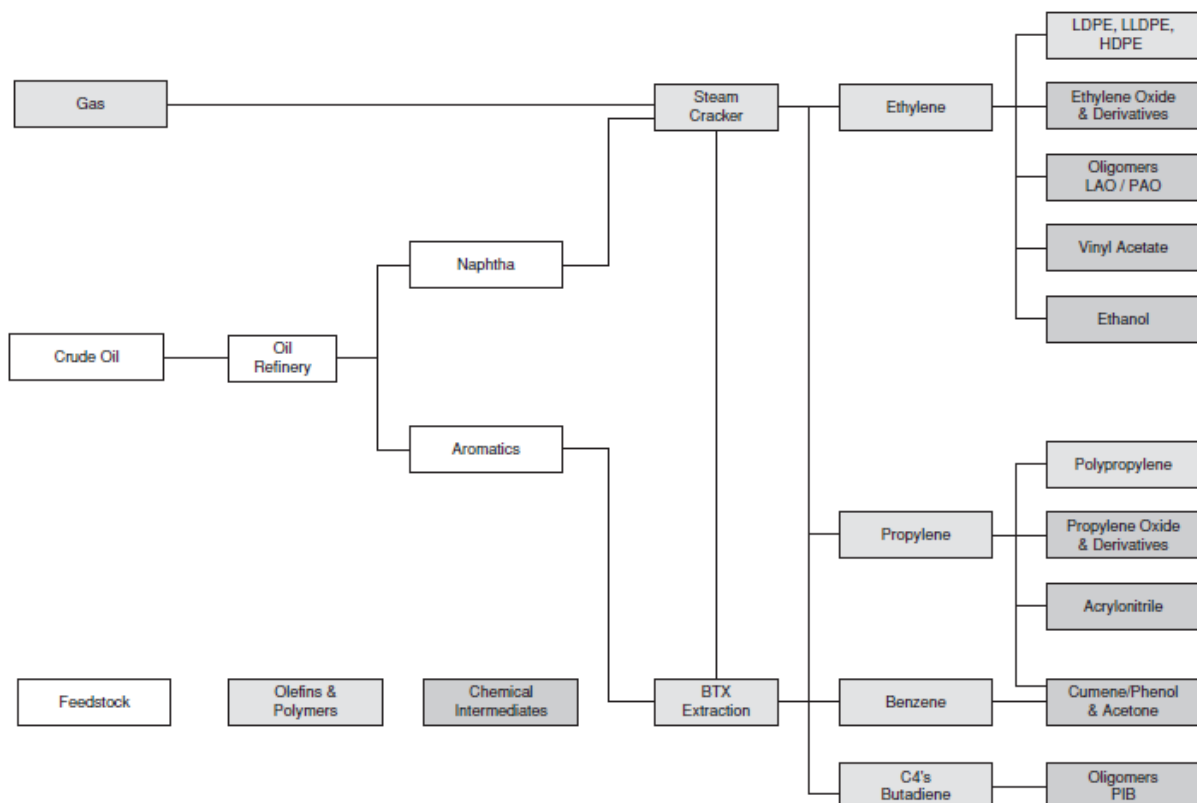 LDPE, LLDPE,
HDPE
Gas
Steam
Cracker
Ethylene
Ethylene Oxide
& Derivatives
Oligomers
LAO / PAO
Naphtha
Vinyl Acetate
Ethanol
Crude Oil
Oil
Refinery
Aromatics
Polypropylene
Propylene
Propylene Oxide
& Derivatives
Acrylonitrile
Feedstock
Olefins &
Polymers
Chemical
Intermediates
BTX
Extraction
Benzene
Cumene/Phenol
& Acetone
C4's
Butadiene
Oligomers
PIB